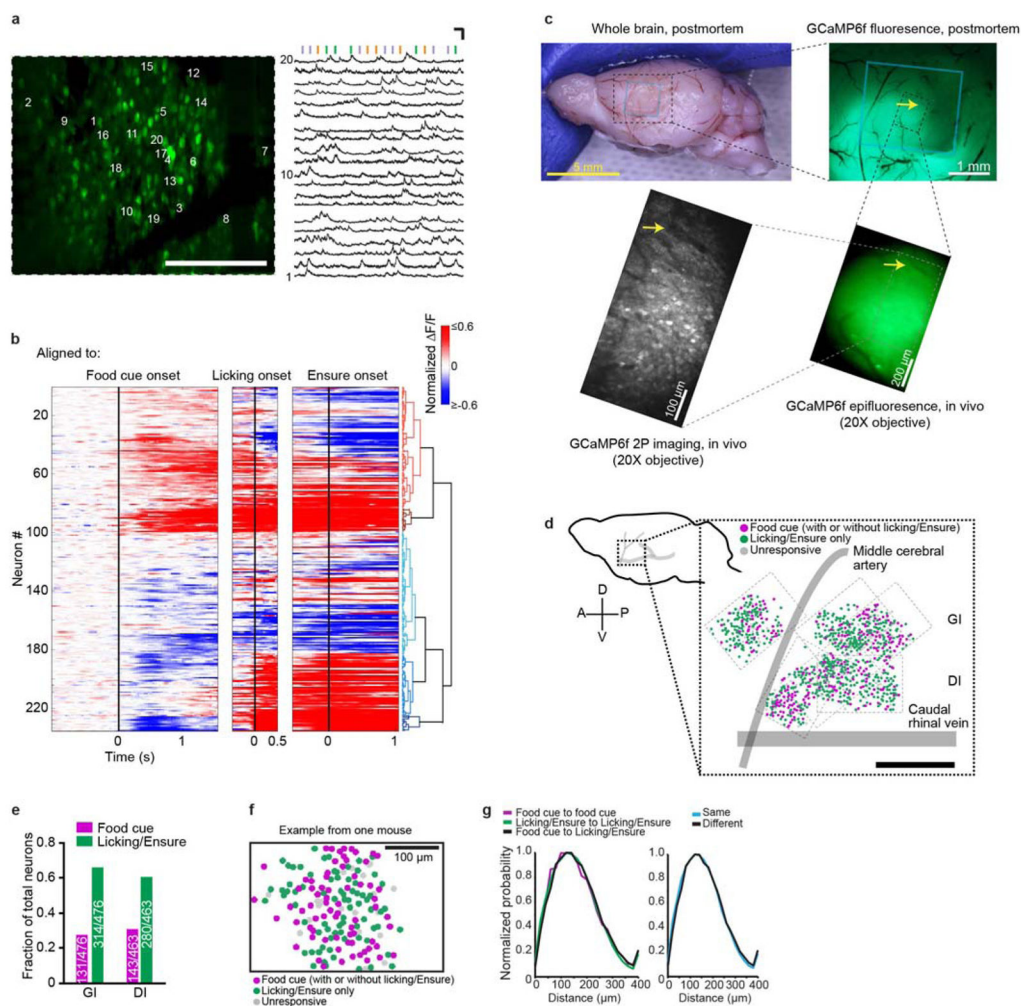 a
15
12
2
14
9
1
5
11
16
20
17
4
7
6
18
13
10
3
19
8
20
10
1
b
Aligned to:
Food cue onset
Licking onset
Ensure onset
Normalized ΔF/F
≤0.6
0
≥-0.6
Neuron #
20
60
100
140
180
220
0
1
0
0.5
0
1
Time (s)
c
Whole brain, postmortem
GCaMP6f fluoresence, postmortem
5 mm
1 mm
100 µm
200 µm
GCaMP6f epifluoresence, in vivo
(20X objective)
GCaMP6f 2P imaging, in vivo
(20X objective)
d
Food cue (with or without licking/Ensure)
Licking/Ensure only
Unresponsive
Middle cerebral
artery
D
A
P
V
GI
DI
Caudal
rhinal vein
e
Food cue
Licking/Ensure
Fraction of total neurons
0.8
0.6
0.4
0.2
0
131/476
314/476
143/463
280/463
GI
DI
f
Example from one mouse
100 µm
Food cue (with or without licking/Ensure)
Licking/Ensure only
Unresponsive
g
Food cue to food cue
Licking/Ensure to Licking/Ensure
Food cue to Licking/Ensure
Same
Different
Normalized probability
1.0
0.8
0.6
0.4
0.2
0
0 100 200 300 400
Distance (µm)
1.0
0.8
0.6
0.4
0.2
0
0 100 200 300 400
Distance (µm)